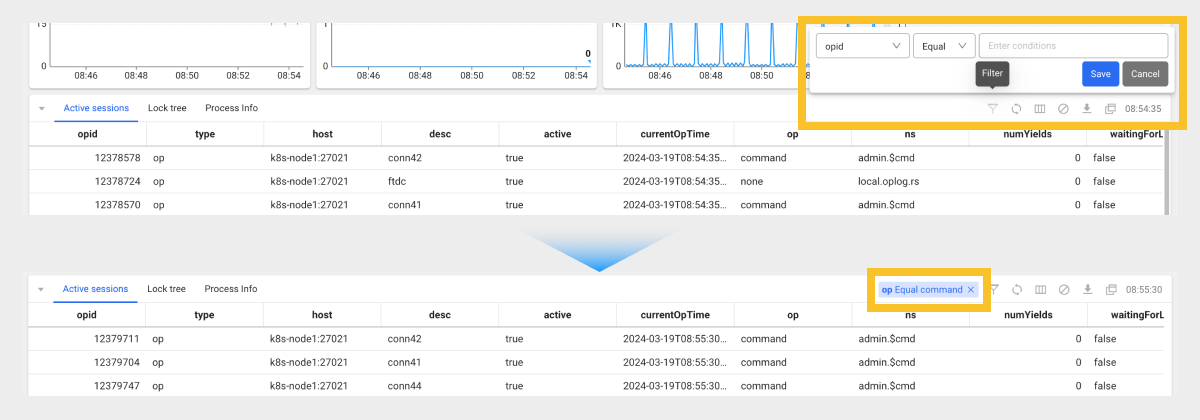 15 1 1K
0 0 0
0
08:46 08:48 08:50 08:52 08:54 08:46 08:48 08:50 08:52 08:54 08:46 08:48 08:50
opid Equal Enter conditions
Filter Save Cancel
Active sessions Lock tree Process Info 08:54:35
opid type host desc active currentOpTime op ns numYields waitingForL
12378578 op k8s-node1:27021 conn42 true 2024-03-19T08:54:35... command admin.$cmd 0 false
12378724 op k8s-node1:27021 ftdc true 2024-03-19T08:54:35... none local.oplog.rs 0 false
12378570 op k8s-node1:27021 conn41 true 2024-03-19T08:54:35... command admin.$cmd 0 false
Active sessions Lock tree Process Info op Equal command × 08:55:30
opid type host desc active currentOpTime op ns numYields waitingForL
12379711 op k8s-node1:27021 conn42 true 2024-03-19T08:55:30... command admin.$cmd 0 false
12379704 op k8s-node1:27021 conn41 true 2024-03-19T08:55:30... command admin.$cmd 0 false
12379747 op k8s-node1:27021 conn44 true 2024-03-19T08:55:30... command admin.$cmd 0 false